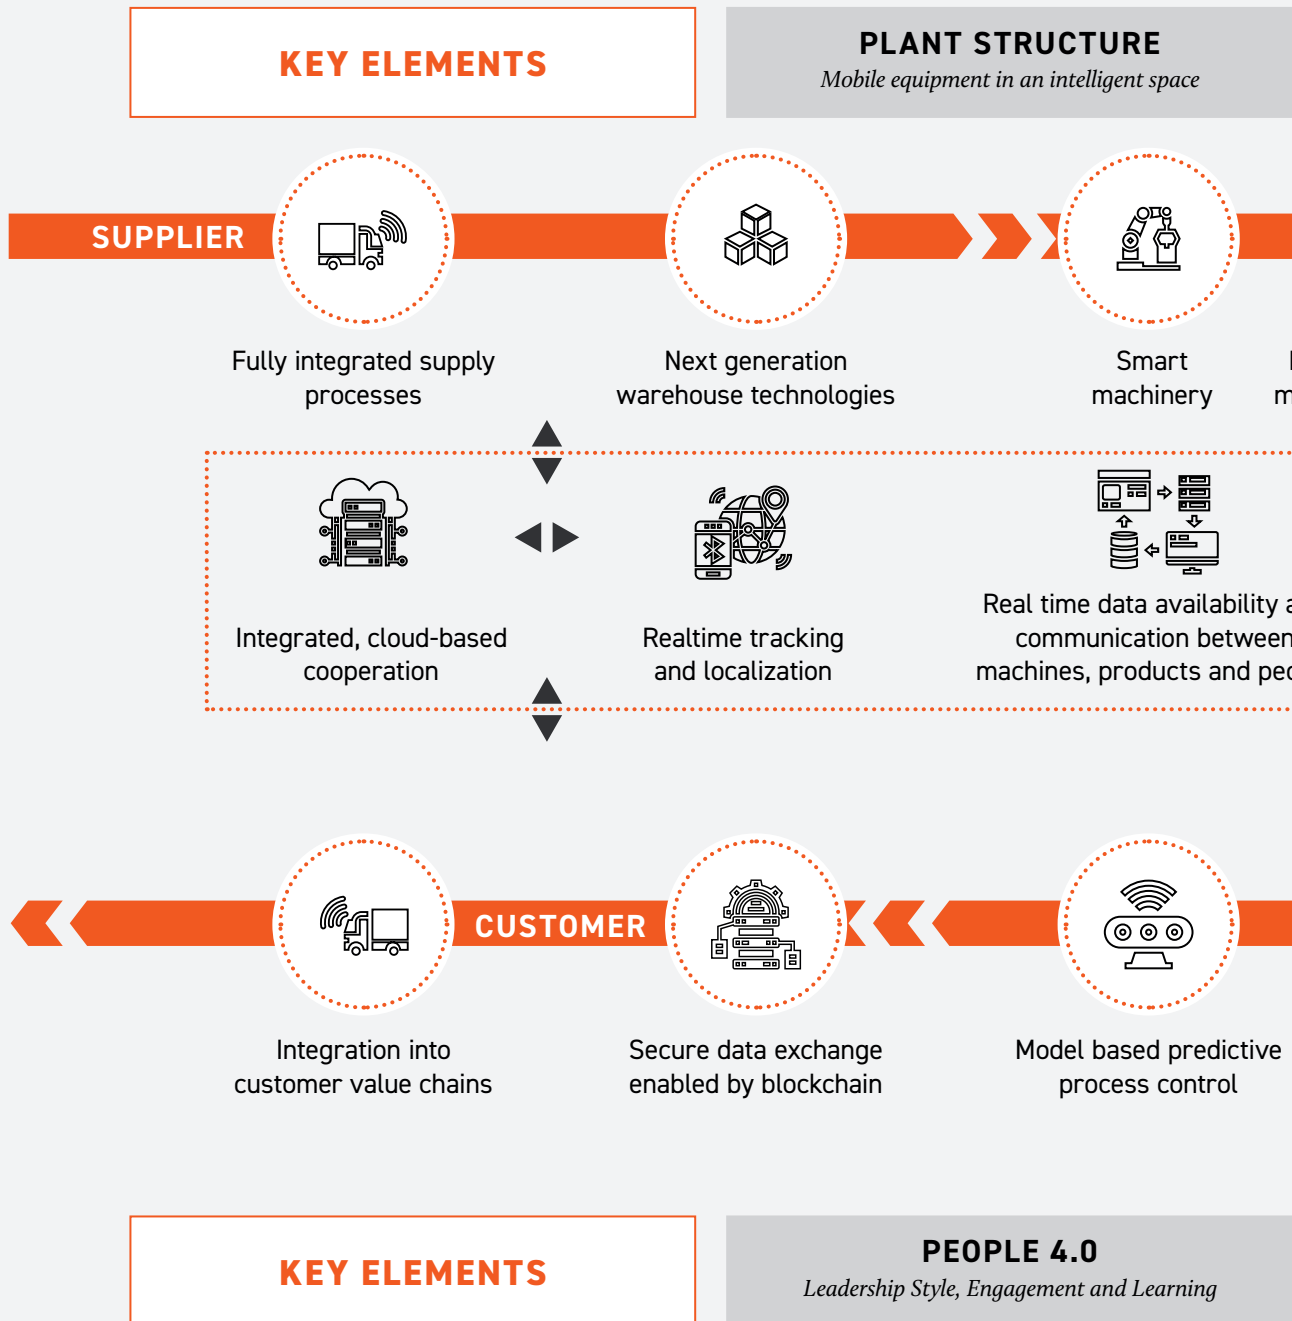 KEY ELEMENTS
PLANT STRUCTURE
Mobile equipment in an intelligent space
SUPPLIER
Fully integrated supply
processes
Next generation
warehouse technologies
Smart
machinery
Integrated, cloud-based
cooperation
Realtime tracking
and localization
Real time data availability
communication between
machines, products and
Integration into
customer value chains
CUSTOMER
Secure data exchange
enabled by blockchain
Model based predictive
process control
KEY ELEMENTS
PEOPLE 4.0
Leadership Style, Engagement and Learning